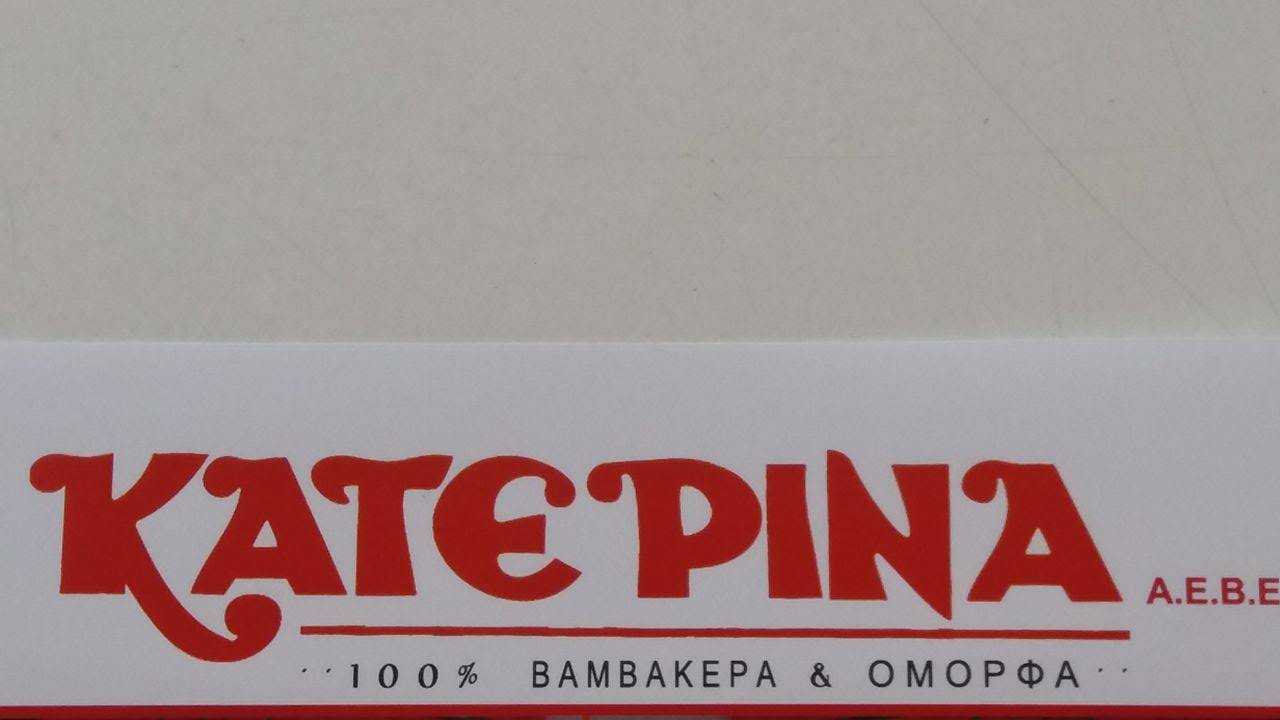 ΚΑΤΕΡΙΝΑ Α.Ε.Β.Ε
··100% ΒΑΜΒΑΚΕΡΑ & ΟΜΟΡΦΑ··